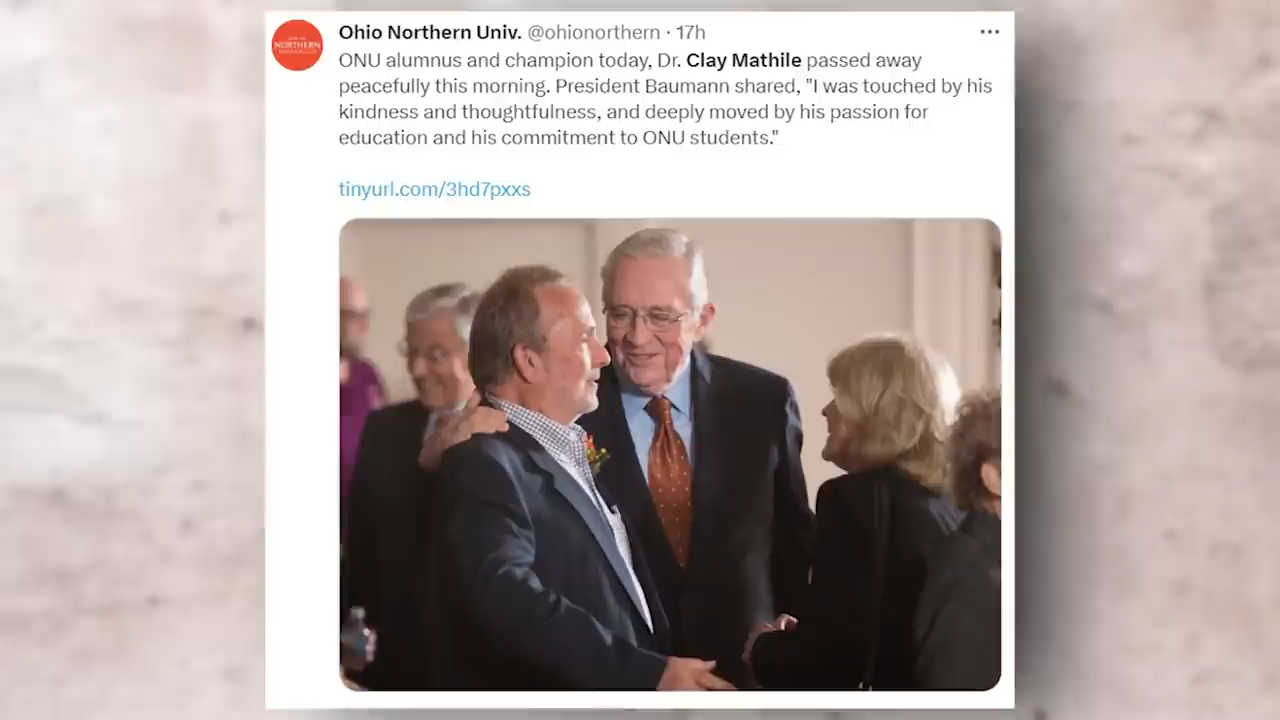 Ohio Northern Univ. @ohionorthern · 17h
ONU alumnus and champion today, Dr. Clay Mathile passed away
peacefully this morning. President Baumann shared, "I was touched by his
kindness and thoughtfulness, and deeply moved by his passion for
education and his commitment to ONU students."
tinyurl.com/3hd7pxxs
NORTHERN